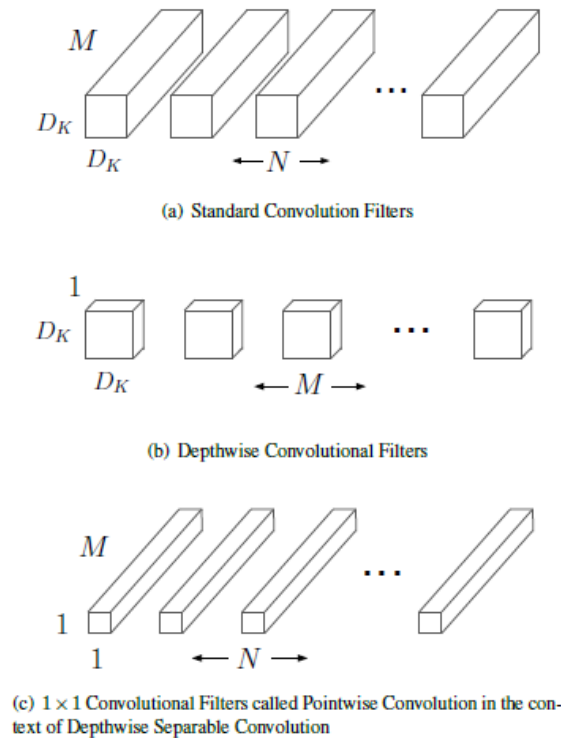 M
D_K
D_K
← N →
...
(a) Standard Convolution Filters
1
D_K
D_K
← M →
...
(b) Depthwise Convolutional Filters
M
1
1
← N →
...
(c) 1 × 1 Convolutional Filters called Pointwise Convolution in the con-
text of Depthwise Separable Convolution